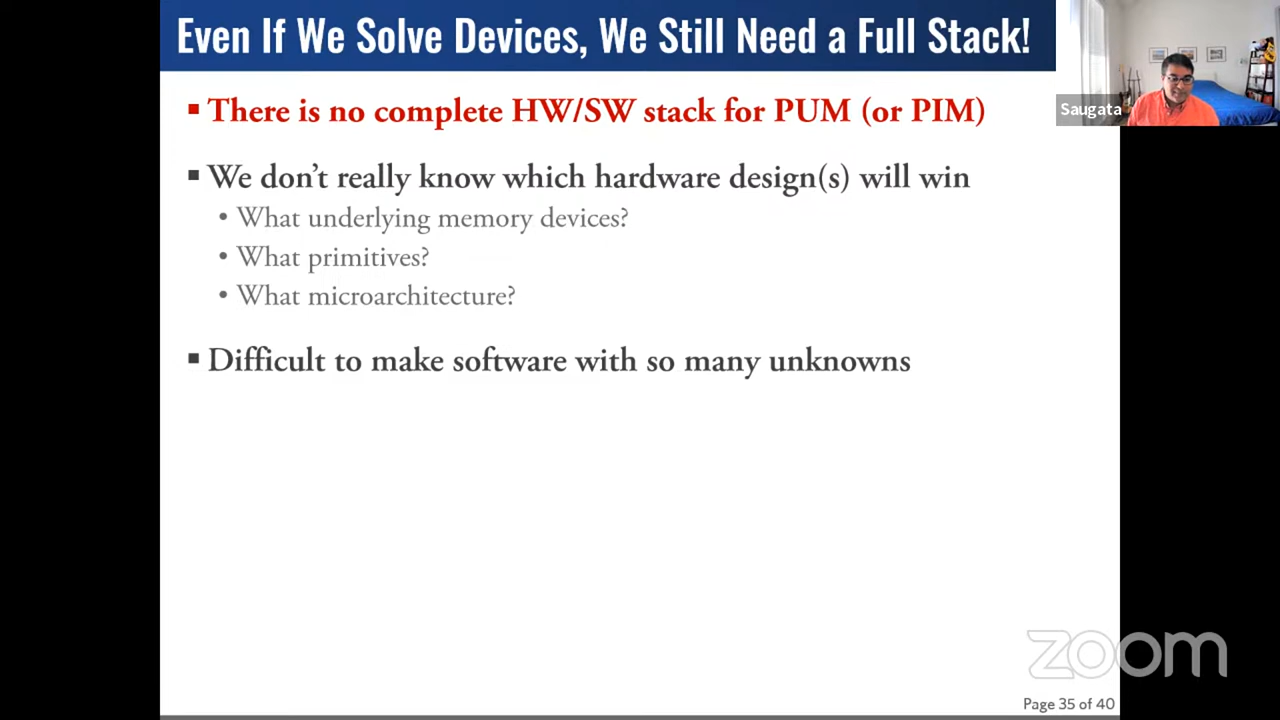 Even If We Solve Devices, We Still Need a Full Stack!
Saugata
▪ There is no complete HW/SW stack for PUM (or PIM)
▪ We don't really know which hardware design(s) will win
• What underlying memory devices?
• What primitives?
• What microarchitecture?
▪ Difficult to make software with so many unknowns
zoom
Page 35 of 40